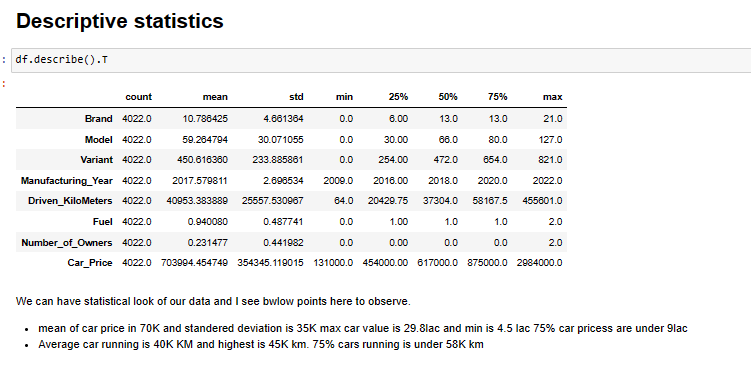 Descriptive statistics
: df.describe().T
:
count mean std min 25% 50% 75% max
Brand 4022.0 10.786425 4.661364 0.0 6.00 13.0 13.0 21.0
Model 4022.0 59.264794 30.071055 0.0 30.00 66.0 80.0 127.0
Variant 4022.0 450.616360 233.885861 0.0 254.00 472.0 654.0 821.0
Manufacturing_Year 4022.0 2017.579811 2.696534 2009.0 2016.00 2018.0 2020.0 2022.0
Driven_KiloMeters 4022.0 40953.383889 25557.530967 64.0 20429.75 37304.0 58167.5 455601.0
Fuel 4022.0 0.940080 0.487741 0.0 1.00 1.0 1.0 2.0
Number_of_Owners 4022.0 0.231477 0.441982 0.0 0.00 0.0 0.0 2.0
Car_Price 4022.0 703994.454749 354345.119015 131000.0 454000.00 617000.0 875000.0 2984000.0
We can have statistical look of our data and I see bwlow points here to observe.
• mean of car price in 70K and standered deviation is 35K max car value is 29.8lac and min is 4.5 lac 75% car pricess are under 9lac
• Average car running is 40K KM and highest is 45K km. 75% cars running is under 58K km